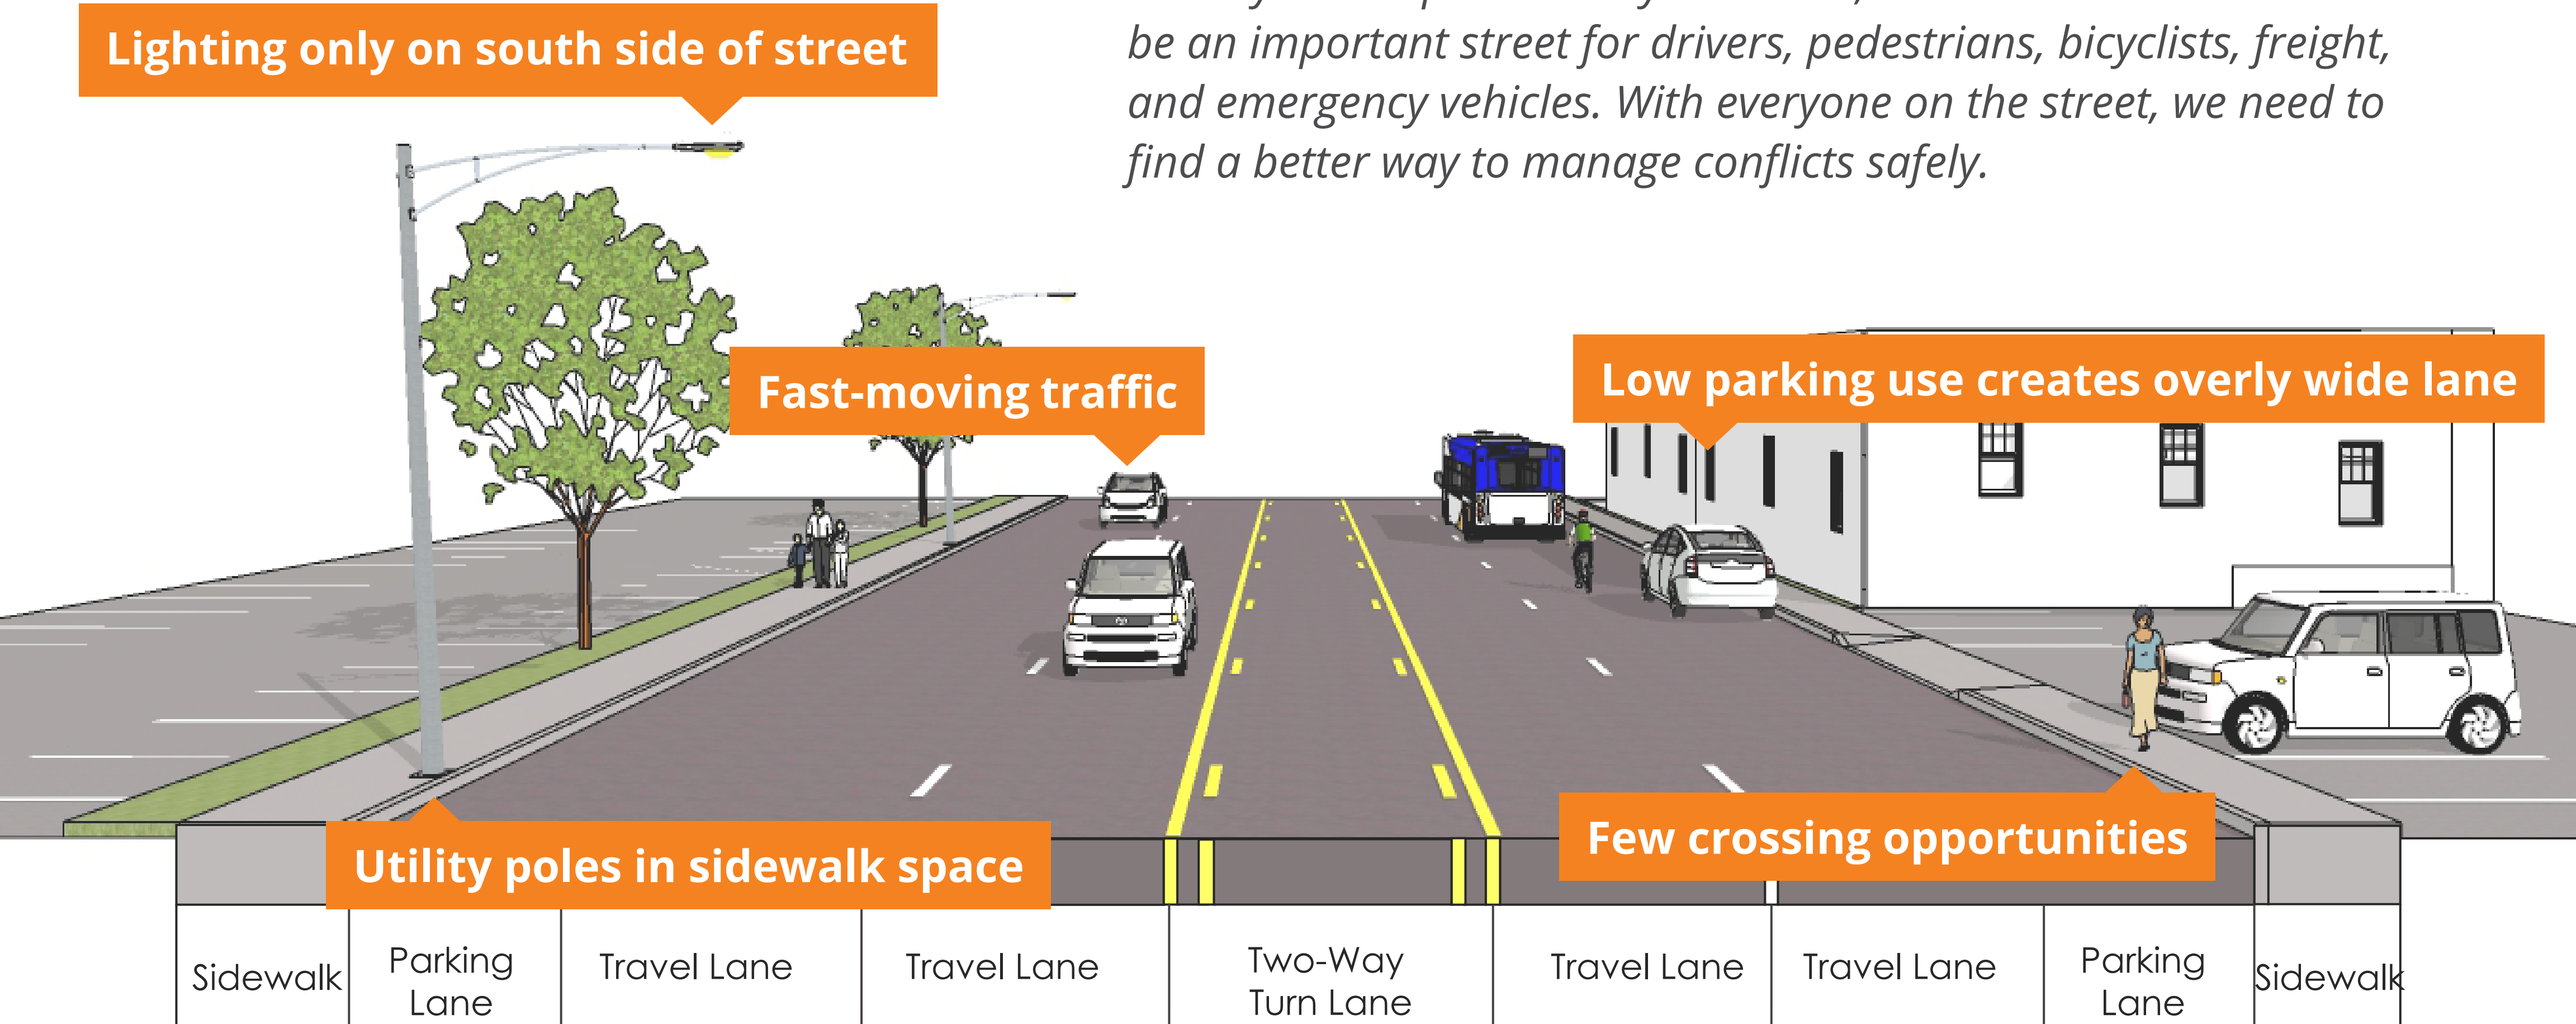 Lighting only on south side of street
be an important street for drivers, pedestrians, bicyclists, freight,
and emergency vehicles. With everyone on the street, we need to
find a better way to manage conflicts safely.
Fast-moving traffic
Low parking use creates overly wide lane
Utility poles in sidewalk space
Few crossing opportunities
Sidewalk
Parking
Lane
Travel Lane
Travel Lane
Two-Way
Turn Lane
Travel Lane
Travel Lane
Parking
Lane
Sidewalk